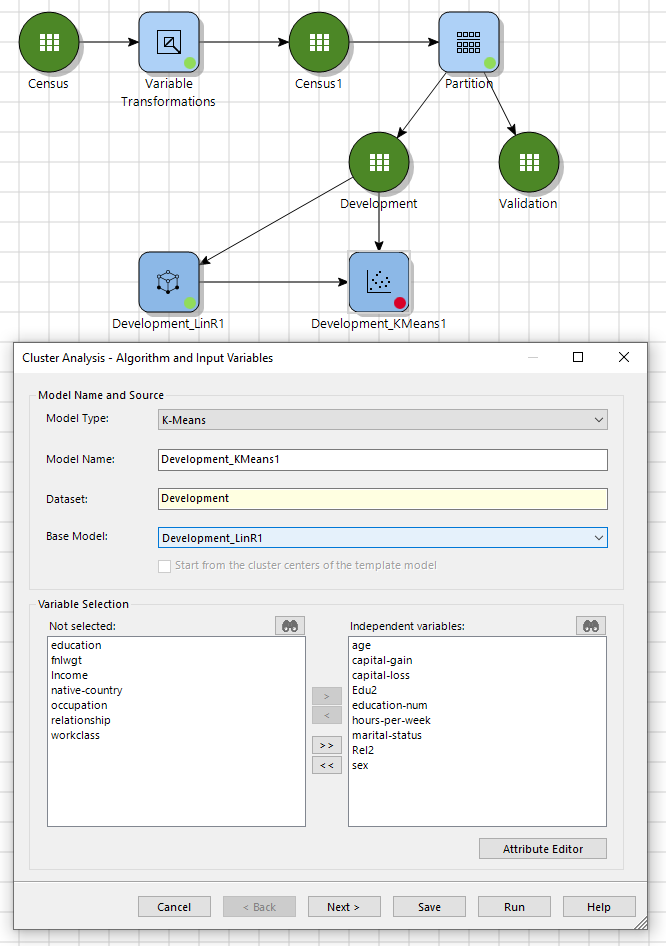 Census
Variable
Transformations
Census1
Partition
Development
Validation
Development_LinR1
Development_KMeans1
Cluster Analysis - Algorithm and Input Variables
Model Name and Source
Model Type:
K-Means
Model Name:
Development_KMeans1
Dataset:
Development
Base Model:
Development_LinR1
Start from the cluster centers of the template model
Variable Selection
Not selected:
education
fnlwgt
Income
native-country
occupation
relationship
workclass
>
<
>>
<<
Independent variables:
age
capital-gain
capital-loss
Edu2
education-num
hours-per-week
marital-status
Rel2
sex
Attribute Editor
Cancel
< Back
Next >
Save
Run
Help